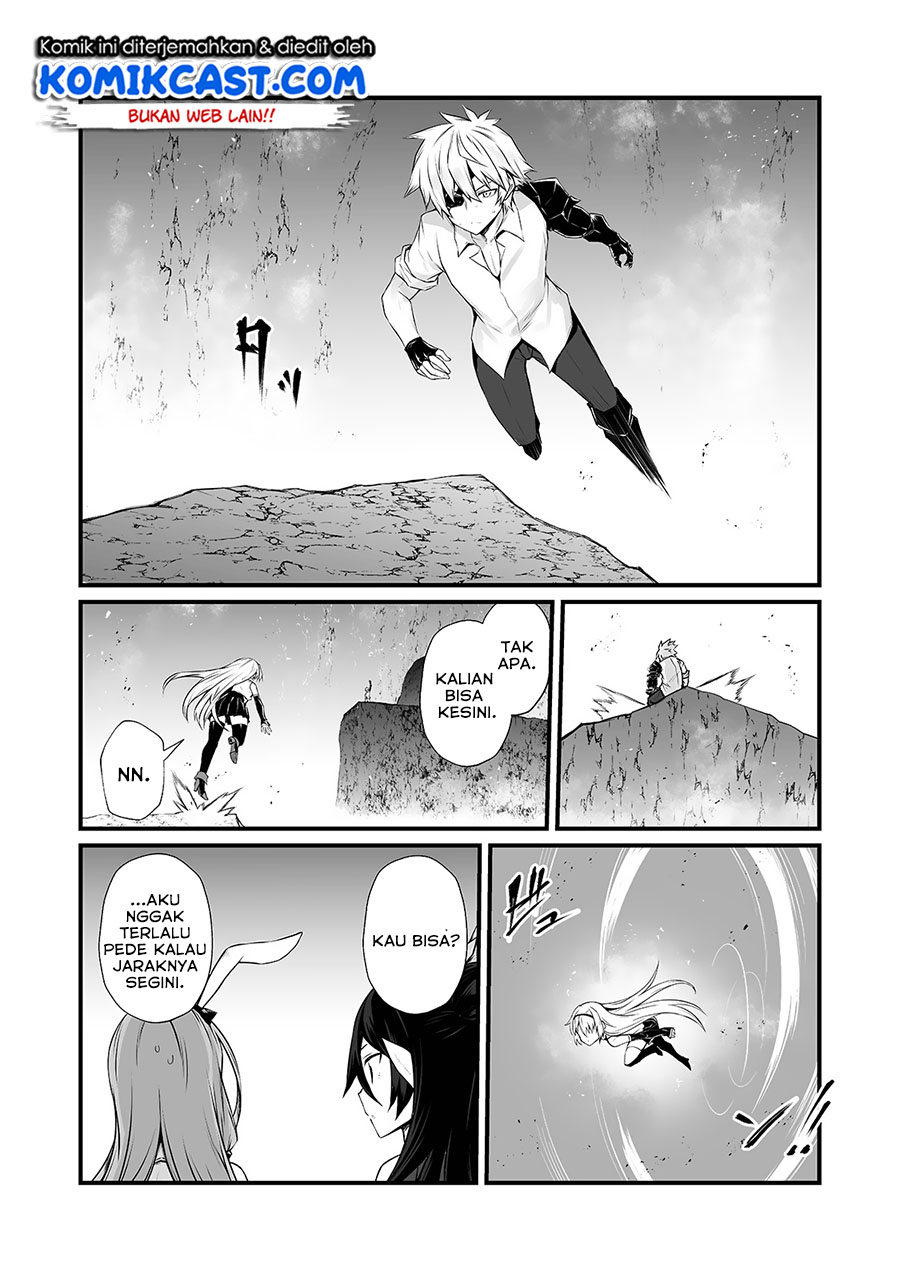 Komik ini diterjemahkan & diedit oleh
KOMIKCAST.COM
BUKAN WEB LAIN!!
TAK
APA.
KALIAN
BISA
KESINI.
NN.
KAU BISA?
...AKU
NGGAK
TERLALU
PEDE KALAU
JARAKNYA
SEGINI.